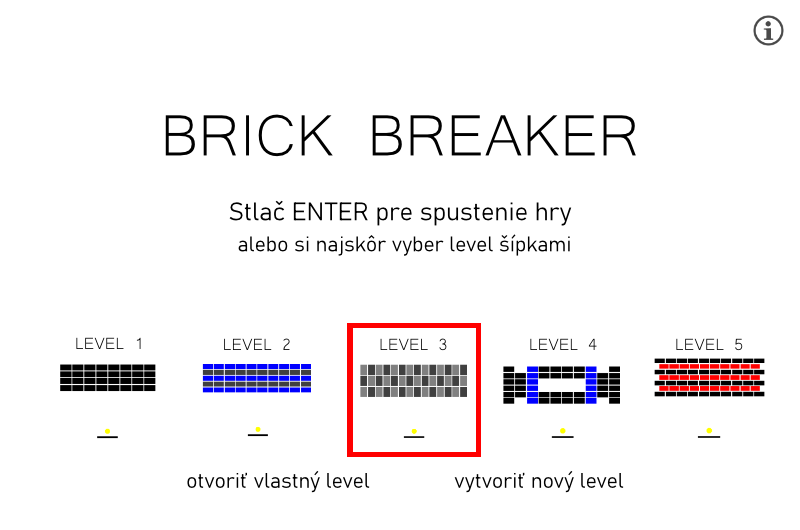 BRICK BREAKER
Stlač ENTER pre spustenie hry
alebo si najskôr vyber level šípkami
LEVEL 1 LEVEL 2 LEVEL 3 LEVEL 4 LEVEL 5
otvoriť vlastný level vytvoriť nový level